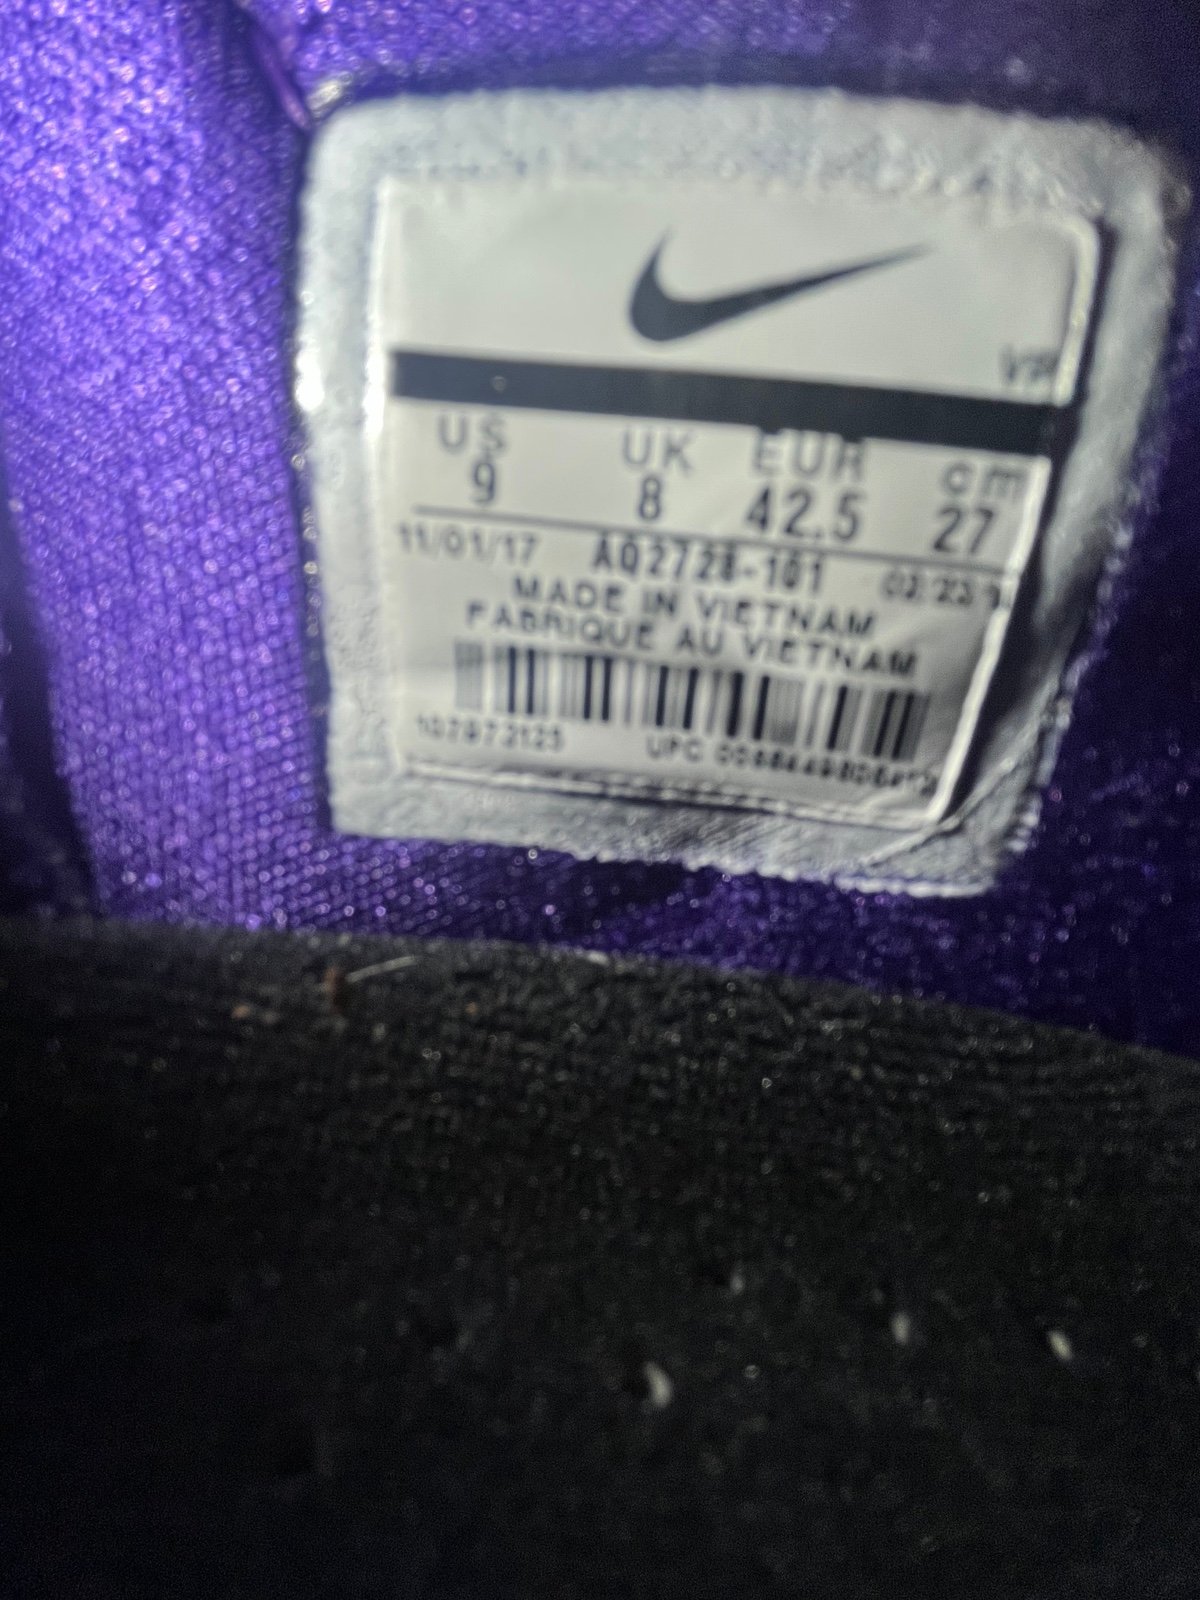 US UK EUR cm
9 8 42.5 27
11/01/17 AQ2728-101
MADE IN VIETNAM
FABRIQUE AU VIETNAM
UPC